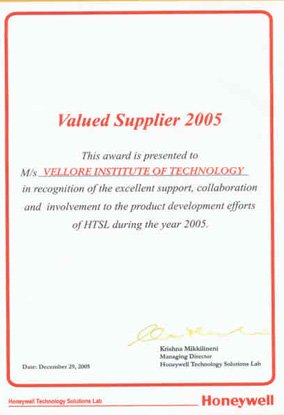 Valued Supplier 2005
This award is presented to
M/s VELLORE INSTITUTE OF TECHNOLOGY
in recognition of the excellent support, collaboration
and involvement to the product development efforts
of HTSL during the year 2005.
Krishna Mikkilineni
Managing Director
Date: December 29, 2005 Honeywell Technology Solutions Lab
Honeywell Technology Solutions Lab Honeywell